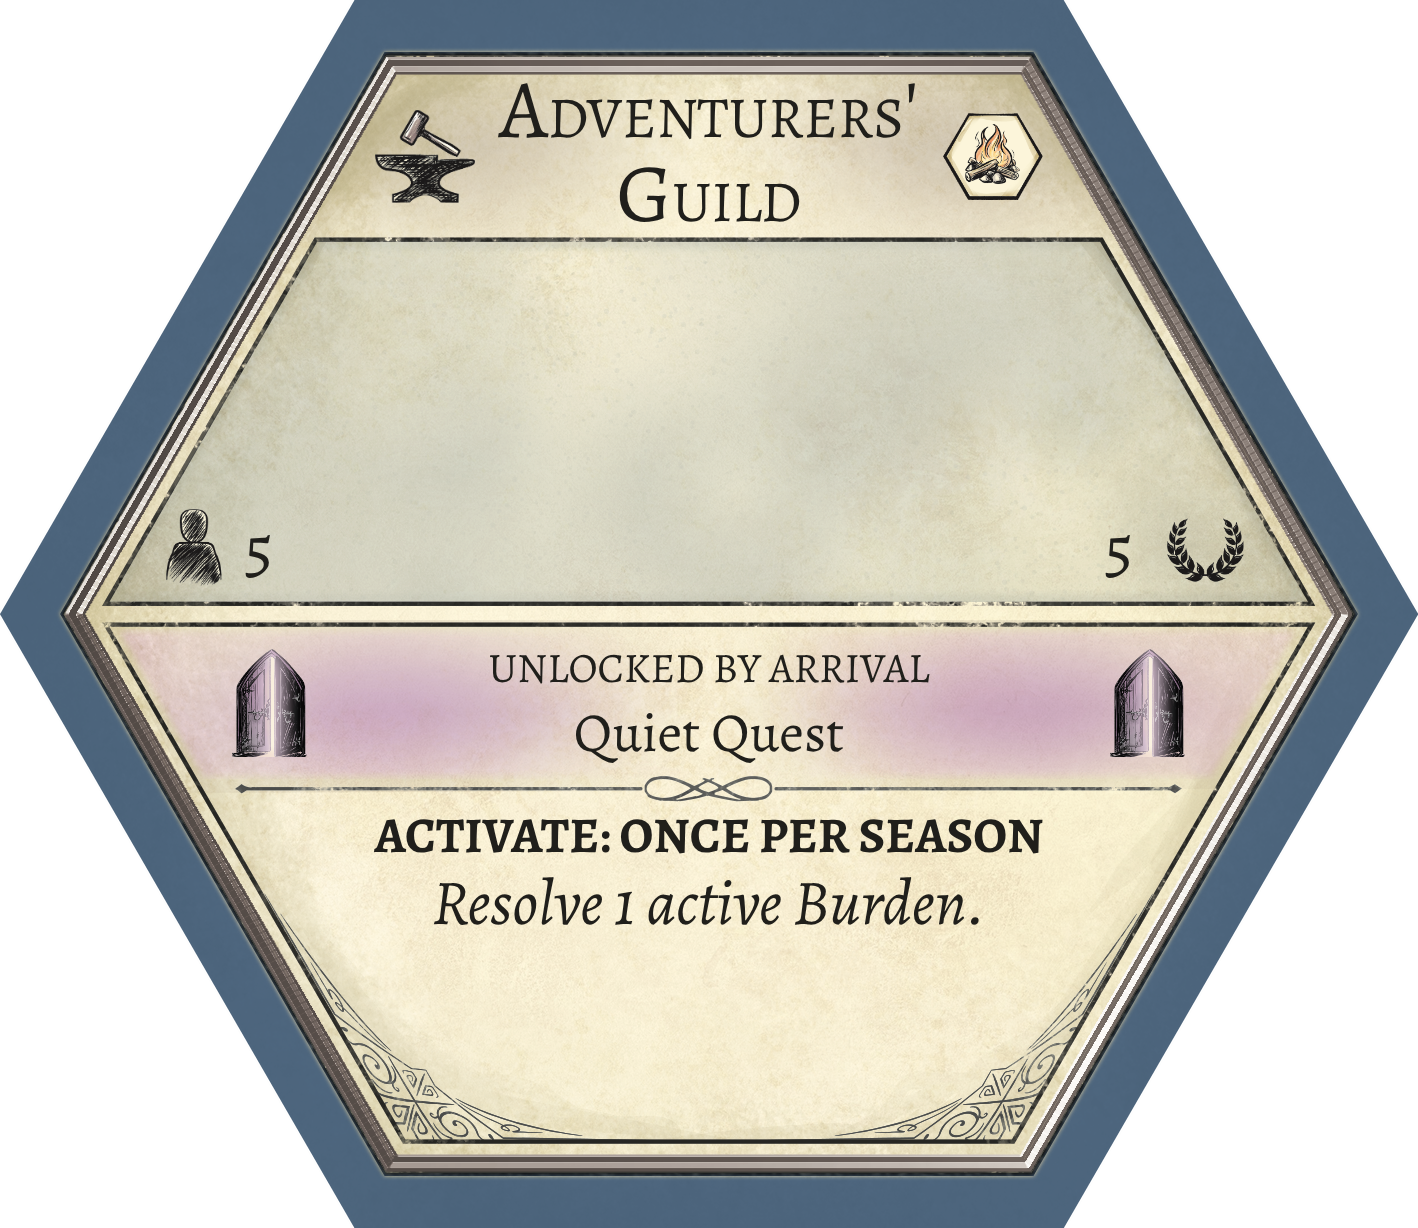 Adventurers'
Guild
5
5
UNLOCKED BY ARRIVAL
Quiet Quest
ACTIVATE: ONCE PER SEASON
Resolve 1 active Burden.